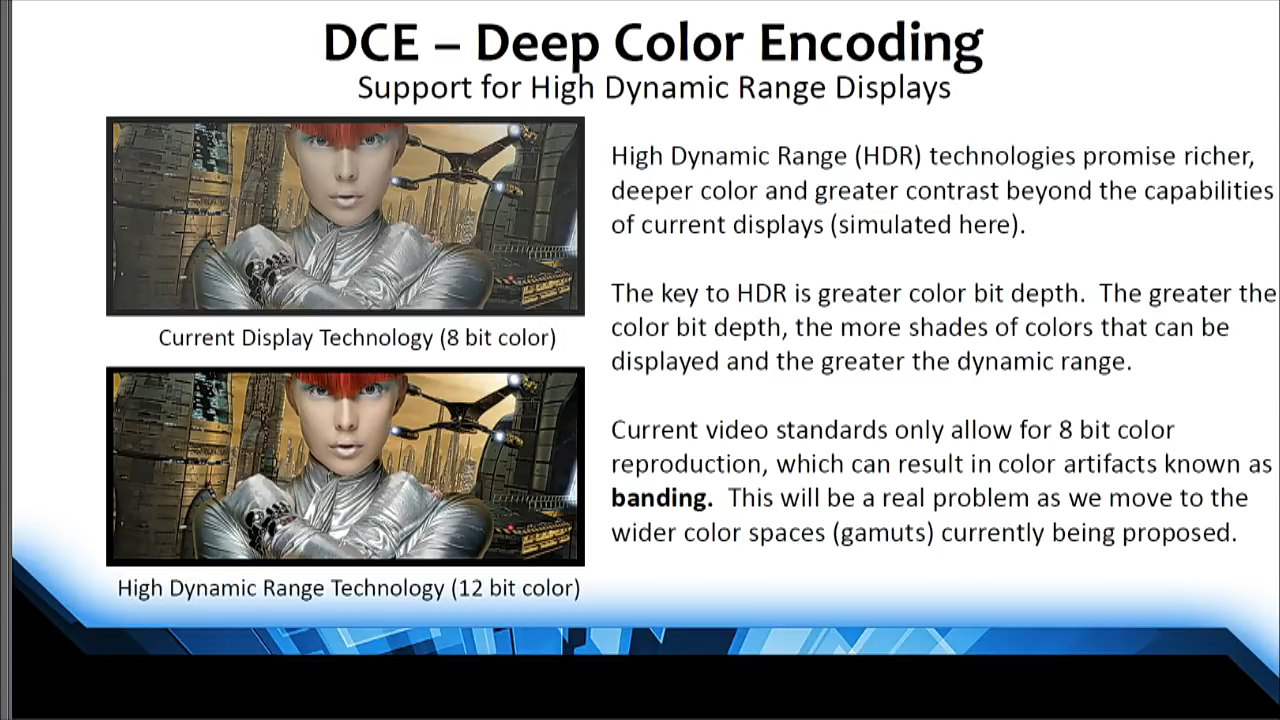 DCE – Deep Color Encoding
Support for High Dynamic Range Displays
Current Display Technology (8 bit color)
High Dynamic Range Technology (12 bit color)
High Dynamic Range (HDR) technologies promise richer,
deeper color and greater contrast beyond the capabilities
of current displays (simulated here).
The key to HDR is greater color bit depth.  The greater the
color bit depth, the more shades of colors that can be
displayed and the greater the dynamic range.
Current video standards only allow for 8 bit color
reproduction, which can result in color artifacts known as
banding.  This will be a real problem as we move to the
wider color spaces (gamuts) currently being proposed.